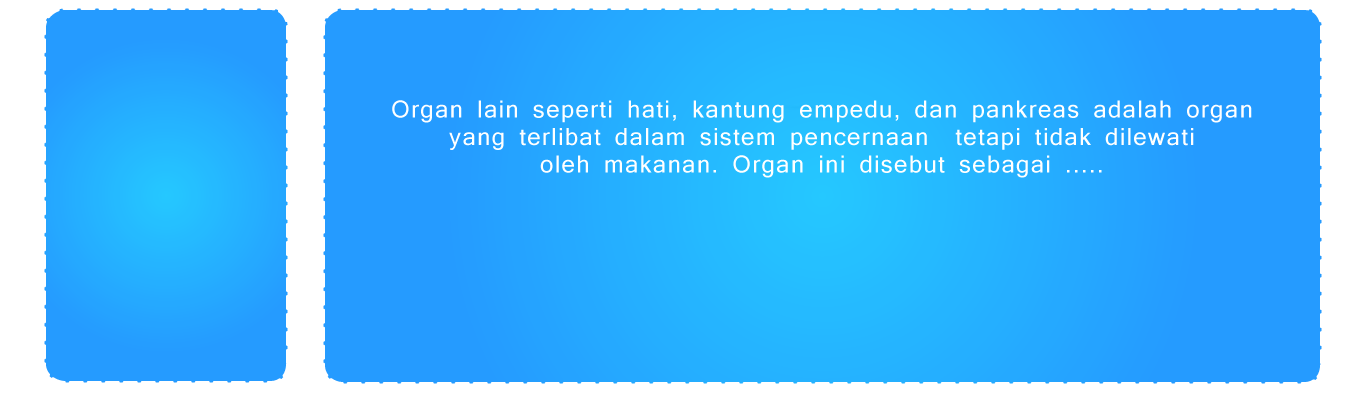 Organ lain seperti hati, kantung empedu, dan pankreas adalah organ
yang terlibat dalam sistem pencernaan  tetapi tidak dilewati
oleh makanan. Organ ini disebut sebagai .....